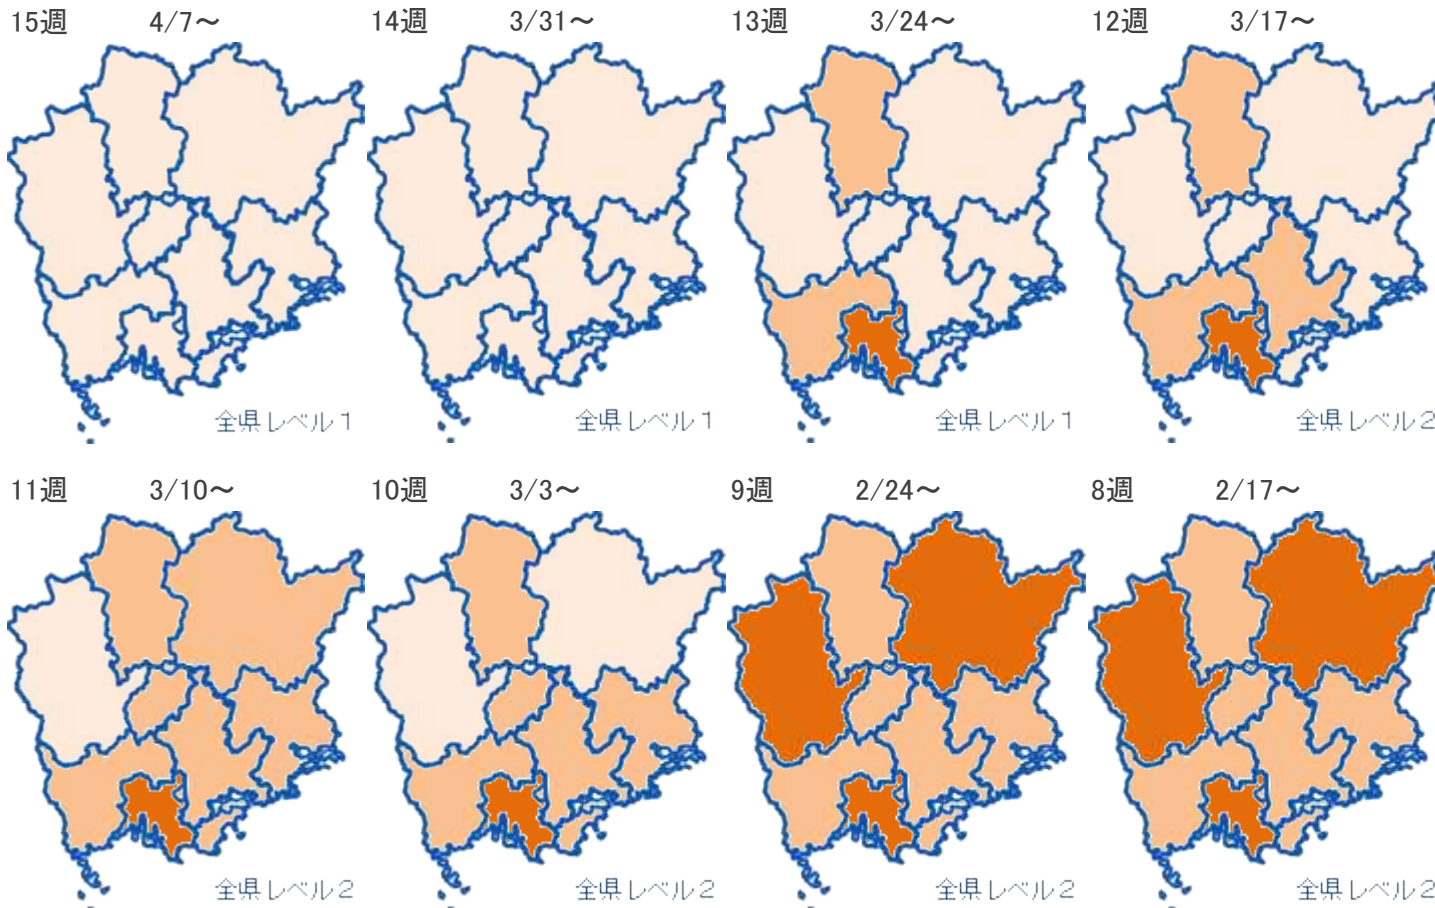 15週 4/7～
14週 3/31～
13週 3/24～
12週 3/17～
全県レベル１
全県レベル１
全県レベル１
全県レベル２
11週 3/10～
10週 3/3～
9週 2/24～
8週 2/17～
全県レベル２
全県レベル２
全県レベル２
全県レベル２